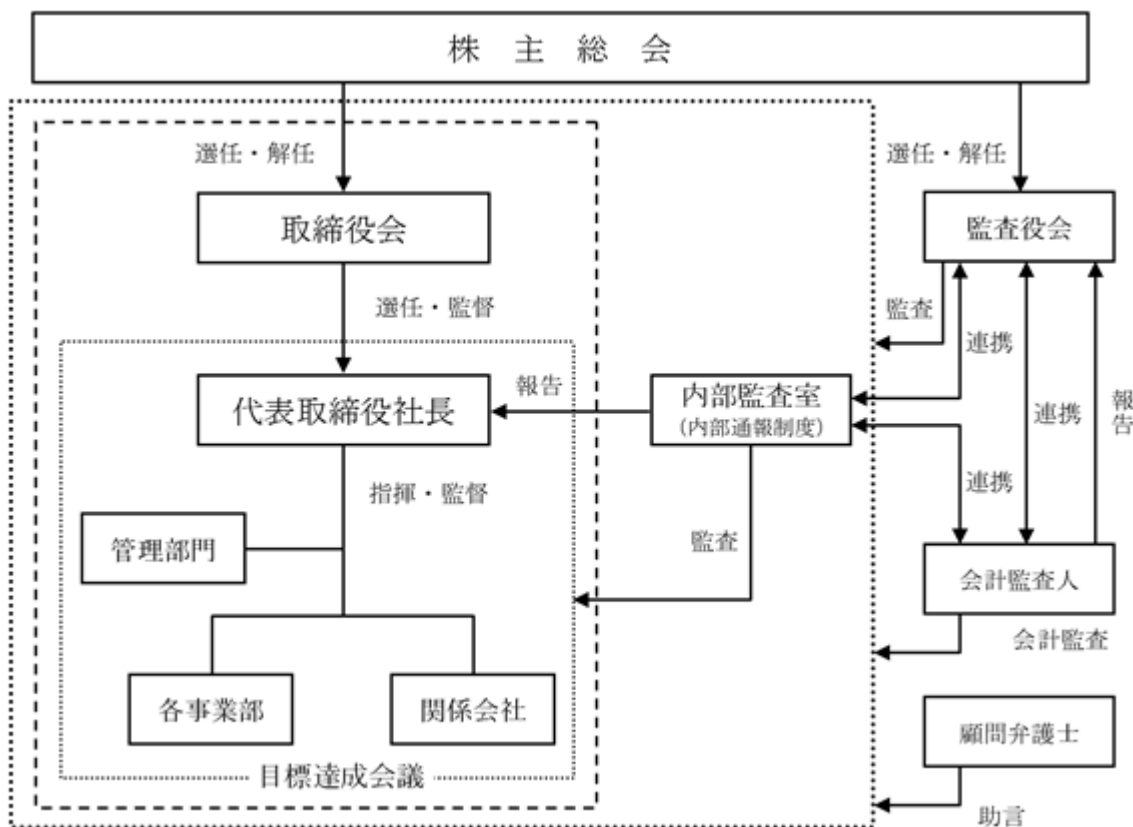 株主総会
選任・解任
選任・解任
取締役会
監査役会
選任・監督
監査
連携
代表取締役社長
報告
内部監査室
(内部通報制度)
連携
報告
指揮・監督
連携
管理部門
監査
会計監査人
会計監査
各事業部
関係会社
顧問弁護士
目標達成会議
助言